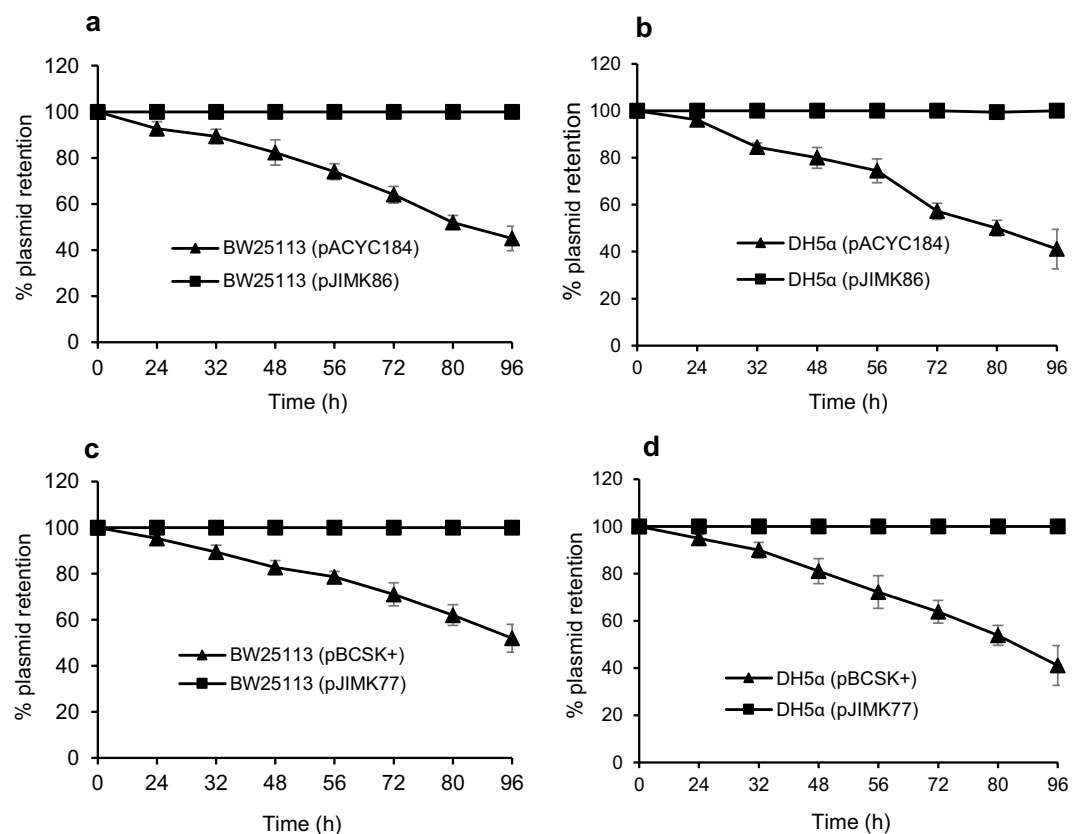 a
% plasmid retention
120
100
80
60
40
20
0
BW25113 (pACYC184)
BW25113 (pJIMK86)
0 24 32 48 56 72 80 96
Time (h)
b
% plasmid retention
120
100
80
60
40
20
0
DH5α (pACYC184)
DH5α (pJIMK86)
0 24 32 48 56 72 80 96
Time (h)
c
% plasmid retention
120
100
80
60
40
20
0
BW25113 (pBCSK+)
BW25113 (pJIMK77)
0 24 32 48 56 72 80 96
Time (h)
d
% plasmid retention
120
100
80
60
40
20
0
DH5α (pBCSK+)
DH5α (pJIMK77)
0 24 32 48 56 72 80 96
Time (h)